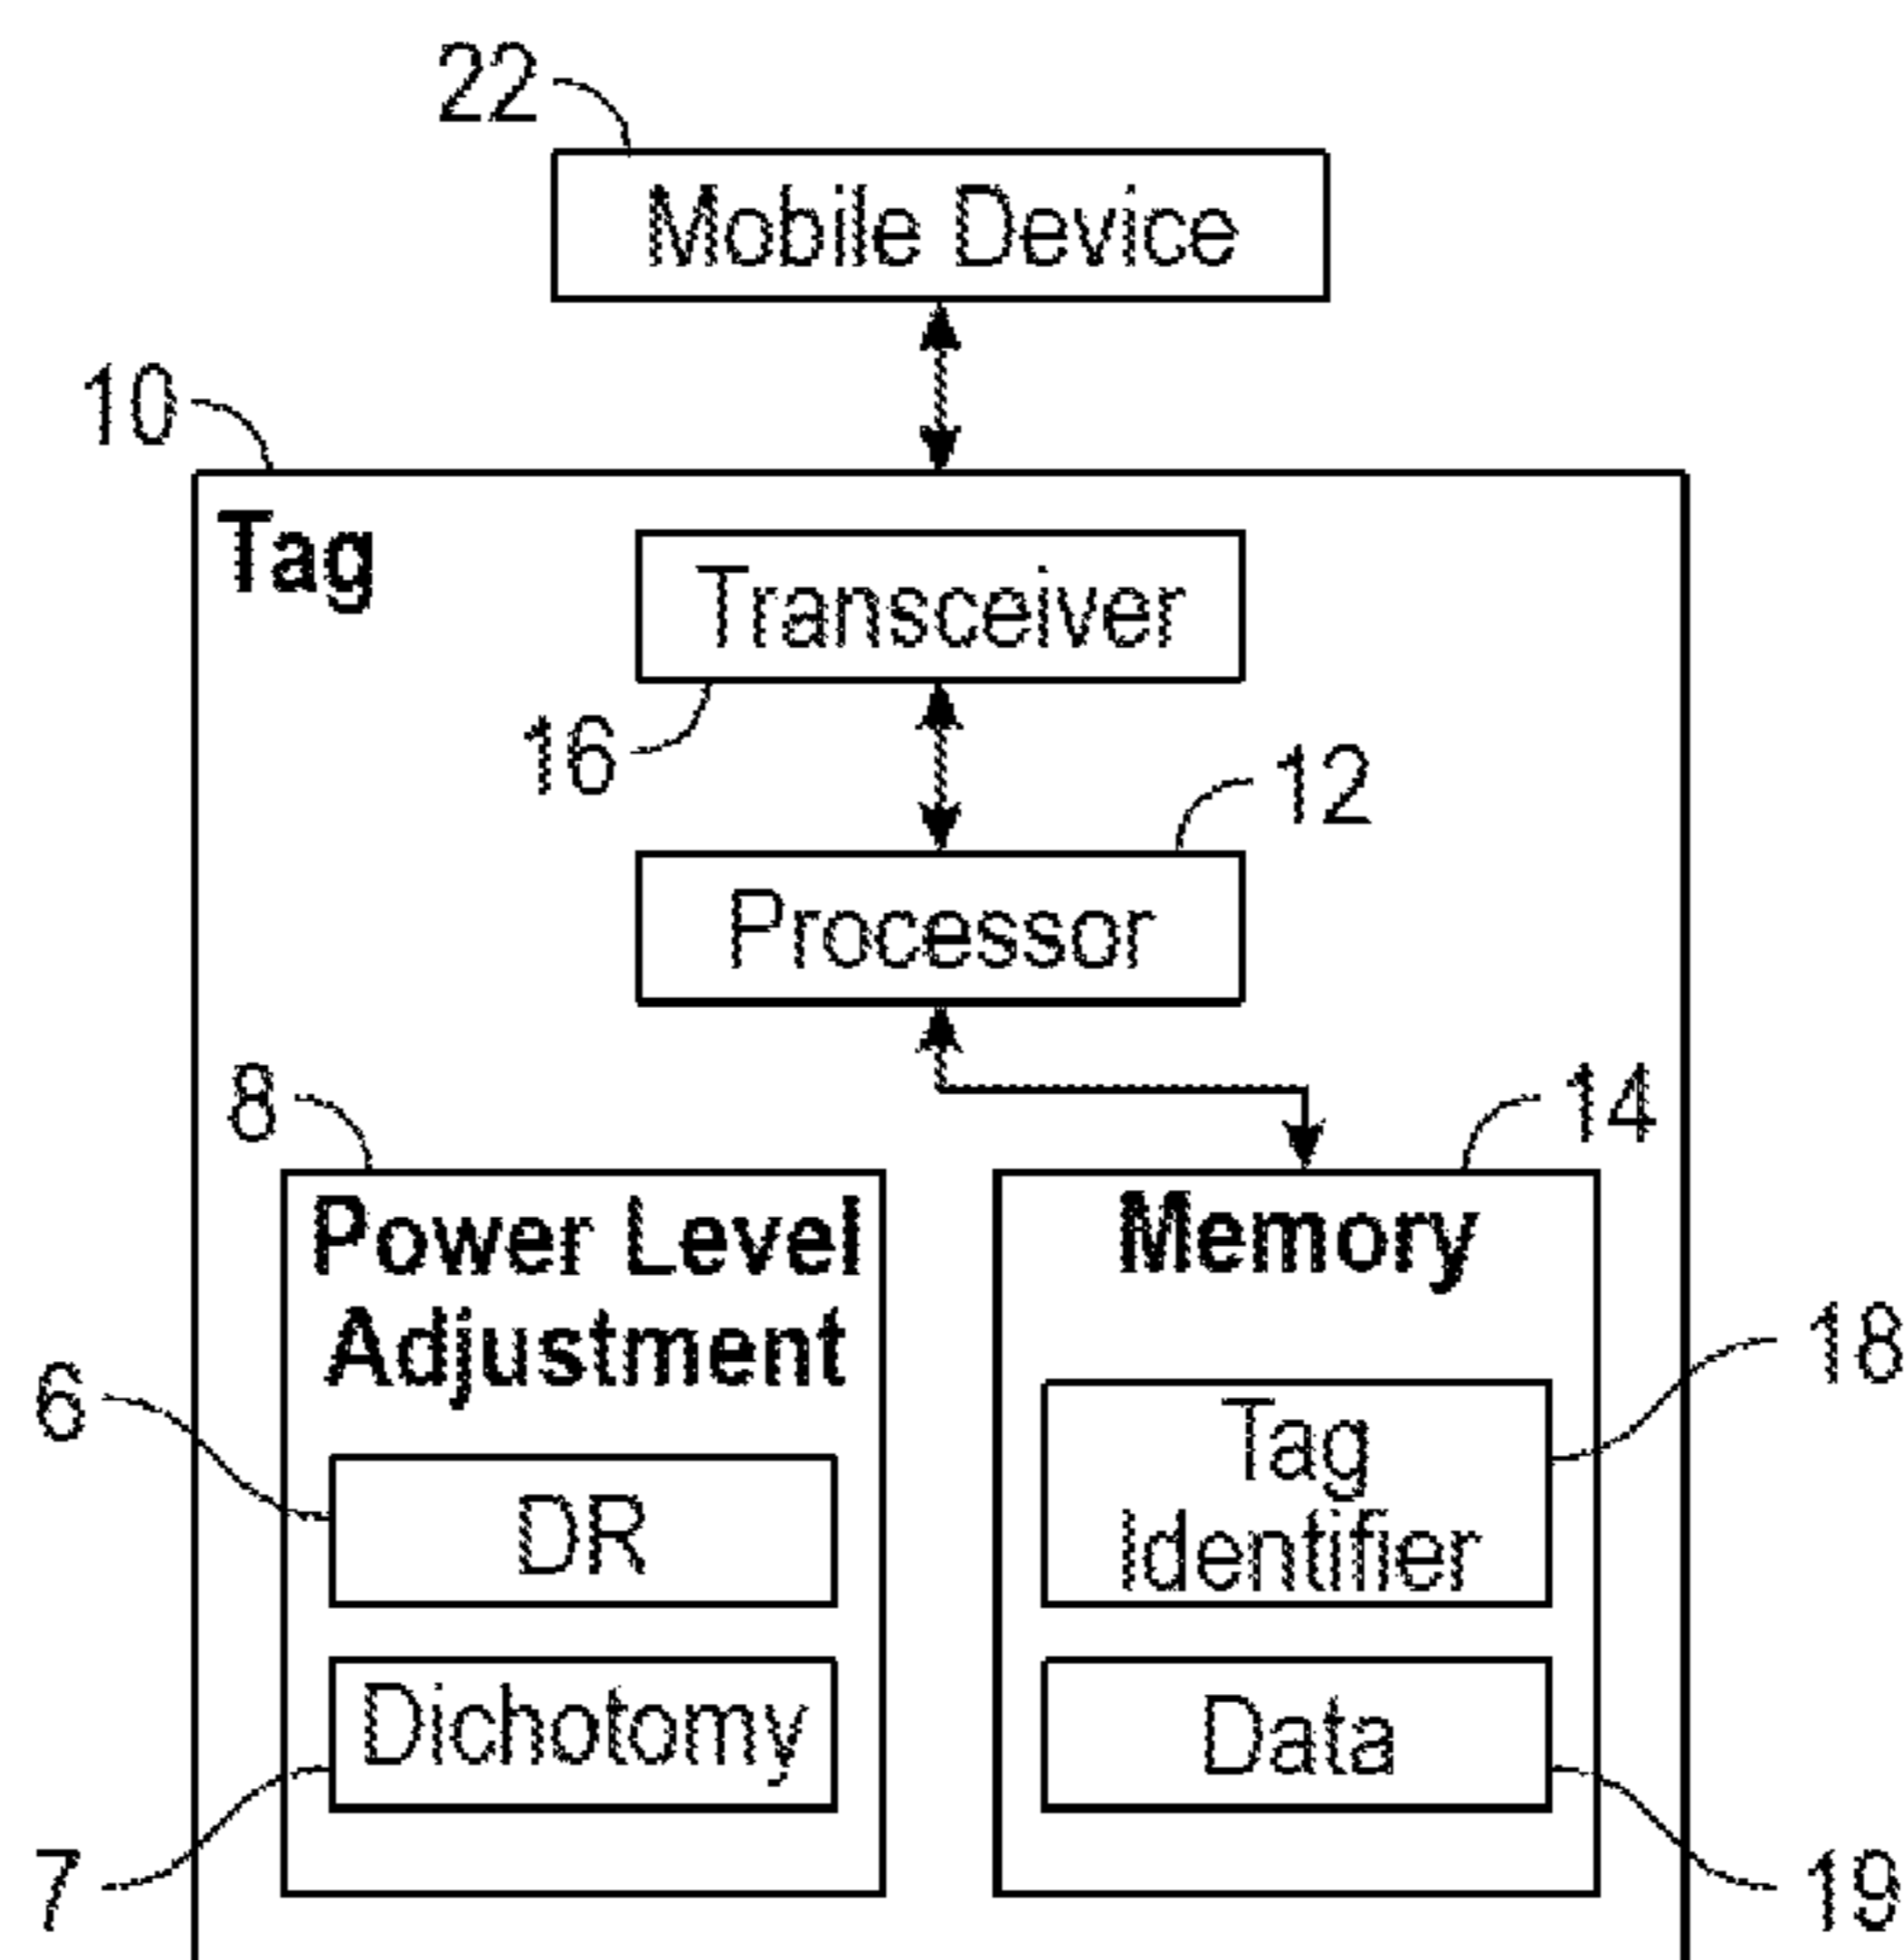 22
Mobile Device
10
Tag
Transceiver
16
12
Processor
8
14
Power Level
Adjustment
Memory
18
6
Tag
Identifier
DR
Dichotomy
Data
7
19